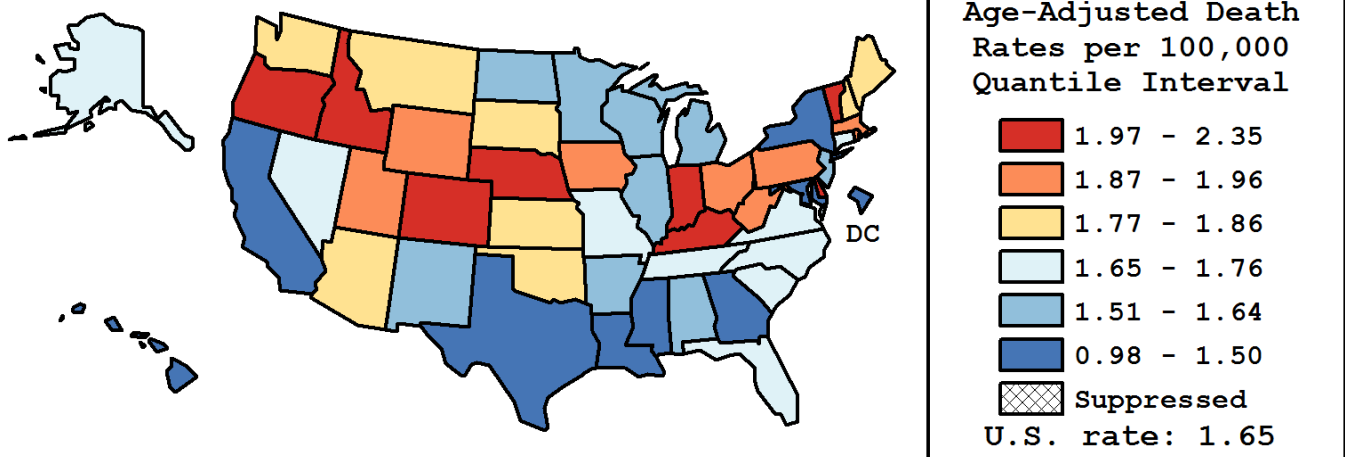 Age-Adjusted Death
Rates per 100,000
Quantile Interval
1.97 - 2.35
1.87 - 1.96
1.77 - 1.86
1.65 - 1.76
1.51 - 1.64
0.98 - 1.50
Suppressed
U.S. rate: 1.65
DC